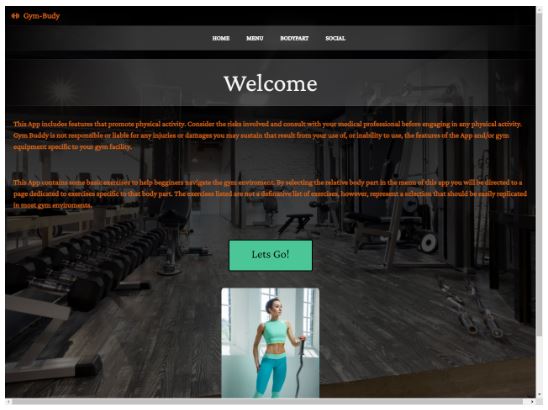 Gym-Budy
HOME MENU BODYPART SOCIAL
Welcome
This App includes features that promote physical activity. Consider the risks involved and consult with your medical professional before engaging in any physical activity.
Gym Buddy is not responsible or liable for any injuries or damages you may sustain that result from your use of, or inability to use, the features of the App and/or gym
equipment specific to your gym facility.
This App contains some basic exercises to help begginers navigate the gym enviroment. By selecting the relative body part in the menu of this app you will be directed to a
page dedicated to exercises specific to that body part. The exercises listed are not a definasive list of exercises, however, represent a selection that should be easily replicated
in most gym enviroments.
Lets Go!